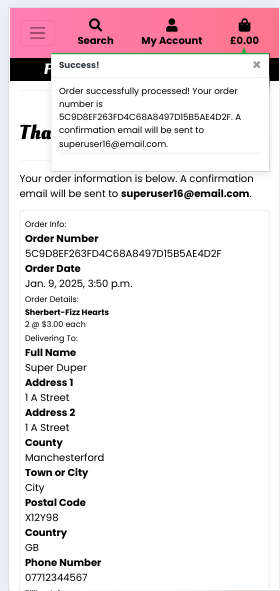 Search
My Account
£0.00
F
Success!
×
Order successfully processed! Your order
number is
5C9D8EF263FD4C68A8497D15B5AE4D2F. A
confirmation email will be sent to
superuser16@email.com.
Tha
Your order information is below. A confirmation
email will be sent to superuser16@email.com.
Order Info:
Order Number
5C9D8EF263FD4C68A8497D15B5AE4D2F
Order Date
Jan. 9, 2025, 3:50 p.m.
Order Details:
Sherbert-Fizz Hearts
2 @ $3.00 each
Delivering To:
Full Name
Super Duper
Address 1
1 A Street
Address 2
1 A Street
County
Manchesterford
Town or City
City
Postal Code
X12Y98
Country
GB
Phone Number
07712344567